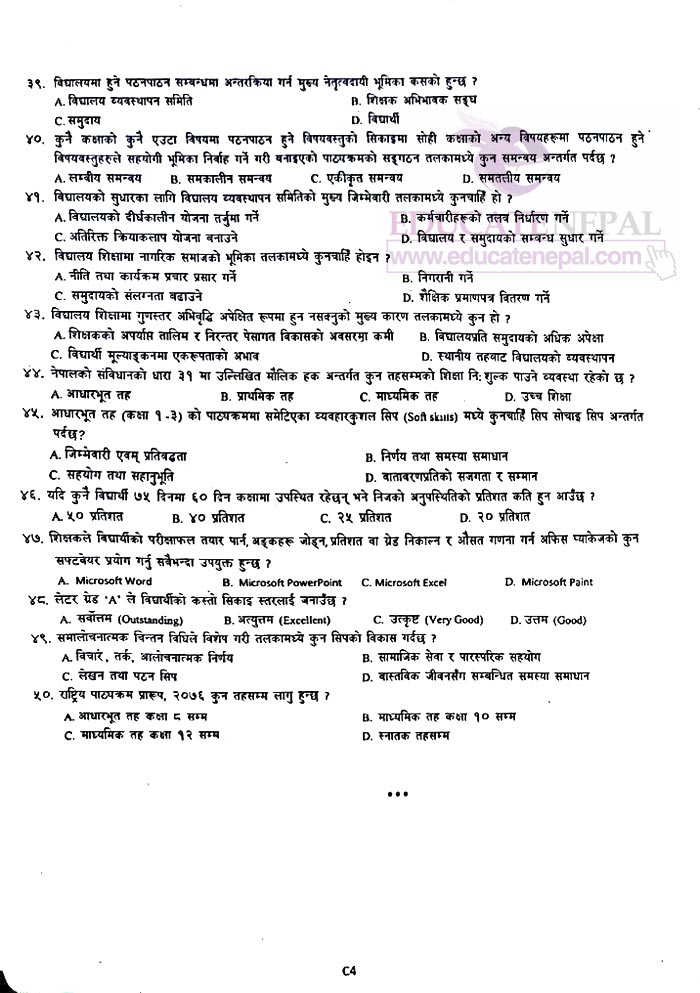 ३९. विद्यालयमा हुने पठनपाठन सम्बन्धमा अन्तरक्रिया गर्न मुख्य नेतृत्वदायी भूमिका कसको हुन्छ ?
A. विद्यालय व्यवस्थापन समिति B. शिक्षक अभिभावक सङ्घ
C. समुदाय D. विद्यार्थी
४०. कुनै कक्षाको कुनै एउटा विषयमा पठनपाठन हुने विषयवस्तुको सिकाइमा सोही कक्षाको अन्य विषयहरूमा पठनपाठन हुने
विषयवस्तुहरुले सहयोगी भूमिका निर्वाह गर्ने गरी बनाइएको पाठ्यक्रमको सङ्गठन तलकामध्ये कुन समन्वय अन्तर्गत पर्दछ ?
A. लम्बीय समन्वय B. समकालीन समन्वय C. एकीकृत समन्वय D. समतलीय समन्वय
४१. विद्यालयको सुधारका लागि विद्यालय व्यवस्थापन समितिको मुख्य जिम्मेवारी तलकामध्ये कुनचाहिँ हो ?
A. विद्यालयको दीर्घकालीन योजना तर्जुमा गर्ने B. कर्मचारीहरूको तलब निर्धारण गर्ने
C. अतिरिक्त क्रियाकलाप योजना बनाउने D. विद्यालय र समुदायको सम्बन्ध सुधार गर्ने
EDUCATE NEPAL
www.educatenepal.com
४२. विद्यालय शिक्षामा नागरिक समाजको भूमिका तलकामध्ये कुनचाहिँ होइन ?
A. नीति तथा कार्यक्रम प्रचार प्रसार गर्ने B. निगरानी गर्ने
C. समुदायको संलग्नता बढाउने D. शैक्षिक प्रमाणपत्र वितरण गर्ने
४३. विद्यालय शिक्षामा गुणस्तर अभिवृद्धि अपेक्षित रूपमा हुन नसक्नुको मुख्य कारण तलकामध्ये कुन हो ?
A. शिक्षकको अपर्याप्त तालिम र निरन्तर पेसागत विकासको अवसरमा कमी B. विद्यालयप्रति समुदायको अधिक अपेक्षा
C. विद्यार्थी मूल्याङ्कनमा एकरूपताको अभाव D. स्थानीय तहबाट विद्यालयको व्यवस्थापन
४४. नेपालको संविधानको धारा ३१ मा उल्लिखित मौलिक हक अन्तर्गत कुन तहसम्मको शिक्षा नि: शुल्क पाउने व्यवस्था रहेको छ ?
A. आधारभूत तह B. प्राथमिक तह C. माध्यमिक तह D. उच्च शिक्षा
४५. आधारभूत तह (कक्षा १-३) को पाठ्यक्रममा समेटिएका व्यवहारकुशल सिप (Soft skills) मध्ये कुनचाहिँ सिप सोचाइ सिप अन्तर्गत
पर्दछ?
A. जिम्मेवारी एवम् प्रतिबद्धता B. निर्णय तथा समस्या समाधान
C. सहयोग तथा सहानुभूति D. वातावरणप्रतिको सजगता र सम्मान
४६. यदि कुनै विद्यार्थी ७५ दिनमा ६० दिन कक्षामा उपस्थित रहेछन् भने निजको अनुपस्थितिको प्रतिशत कति हुन आउँछ ?
A. ५० प्रतिशत B. ४० प्रतिशत C. २५ प्रतिशत D. २० प्रतिशत
४७. शिक्षकले विद्यार्थीको परीक्षाफल तयार पार्न, अङ्कहरू जोड्न, प्रतिशत वा ग्रेड निकाल्न र औसत गणना गर्न अफिस प्याकेजको कुन
सफ्टवेयर प्रयोग गर्नु सबैभन्दा उपयुक्त हुन्छ ?
A. Microsoft Word B. Microsoft PowerPoint C. Microsoft Excel D. Microsoft Paint
४८. लेटर ग्रेड 'A' ले विद्यार्थीको कस्तो सिकाइ स्तरलाई जनाउँछ ?
A. सर्वोत्तम (Outstanding) B. अत्युत्तम (Excellent) C. उत्कृष्ट (Very Good) D. उत्तम (Good)
४९. समालोचनात्मक चिन्तन विधिले विशेष गरी तलकामध्ये कुन सिपको विकास गर्दछ ?
A. विचार, तर्क, आलोचनात्मक निर्णय B. सामाजिक सेवा र पारस्परिक सहयोग
C. लेखन तथा पठन सिप D. वास्तविक जीवनसँग सम्बन्धित समस्या समाधान
५०. राष्ट्रिय पाठ्यक्रम प्रारूप, २०७६ कुन तहसम्म लागु हुन्छ ?
A. आधारभूत तह कक्षा ८ सम्म B. माध्यमिक तह कक्षा १० सम्म
C. माध्यमिक तह कक्षा १२ सम्म D. स्नातक तहसम्म
•••
C4